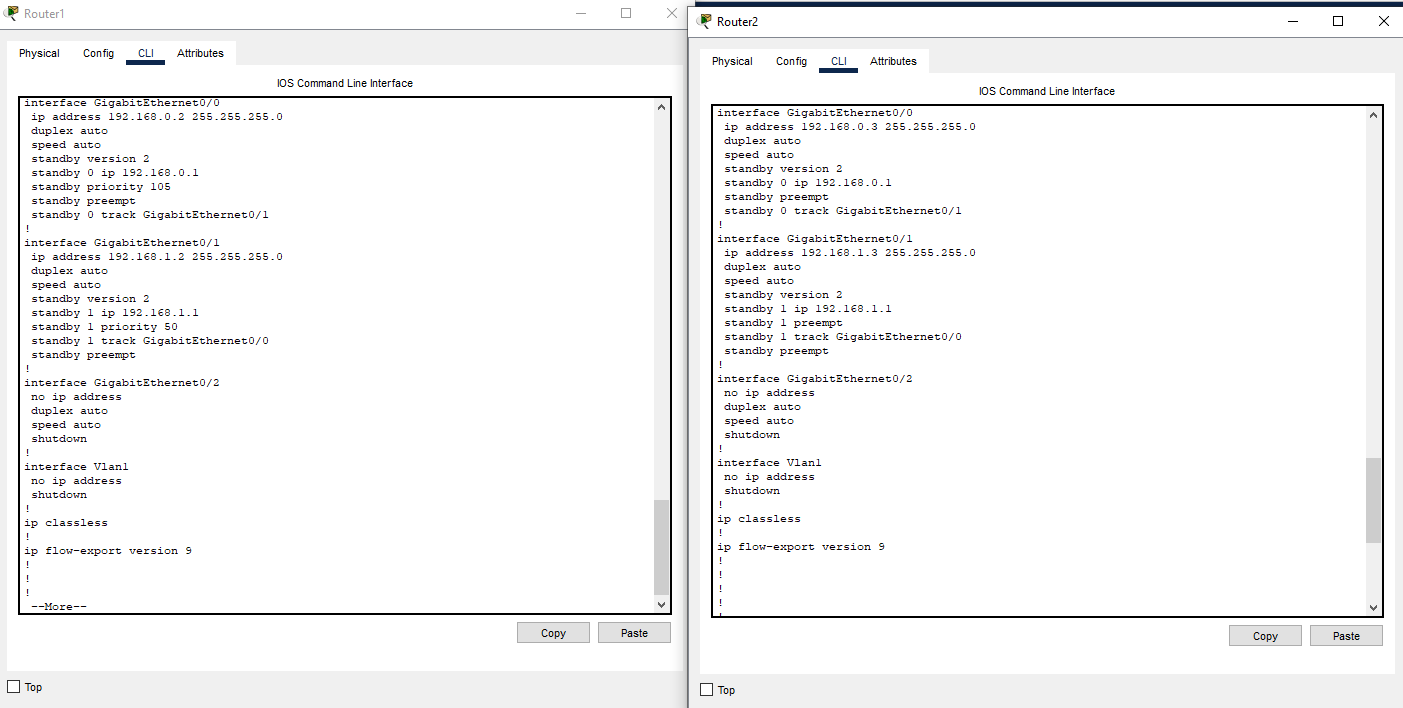 Router1
Physical Config CLI Attributes
IOS Command Line Interface
interface GigabitEthernet0/0
ip address 192.168.0.2 255.255.255.0
duplex auto
speed auto
standby version 2
standby 0 ip 192.168.0.1
standby priority 105
standby preempt
standby 0 track GigabitEthernet0/1
!
interface GigabitEthernet0/1
ip address 192.168.1.2 255.255.255.0
duplex auto
speed auto
standby version 2
standby 1 ip 192.168.1.1
standby 1 priority 50
standby 1 track GigabitEthernet0/0
standby preempt
!
interface GigabitEthernet0/2
no ip address
duplex auto
speed auto
shutdown
!
interface Vlan1
no ip address
shutdown
!
ip classless
!
ip flow-export version 9
!
!
!
--More--
Copy Paste
Top
Router2
Physical Config CLI Attributes
IOS Command Line Interface
interface GigabitEthernet0/0
ip address 192.168.0.3 255.255.255.0
duplex auto
speed auto
standby version 2
standby 0 ip 192.168.0.1
standby preempt
standby 0 track GigabitEthernet0/1
!
interface GigabitEthernet0/1
ip address 192.168.1.3 255.255.255.0
duplex auto
speed auto
standby version 2
standby 1 ip 192.168.1.1
standby 1 preempt
standby 1 track GigabitEthernet0/0
standby preempt
!
interface GigabitEthernet0/2
no ip address
duplex auto
speed auto
shutdown
!
interface Vlan1
no ip address
shutdown
!
ip classless
!
ip flow-export version 9
!
!
!
!
!
Copy Paste
Top